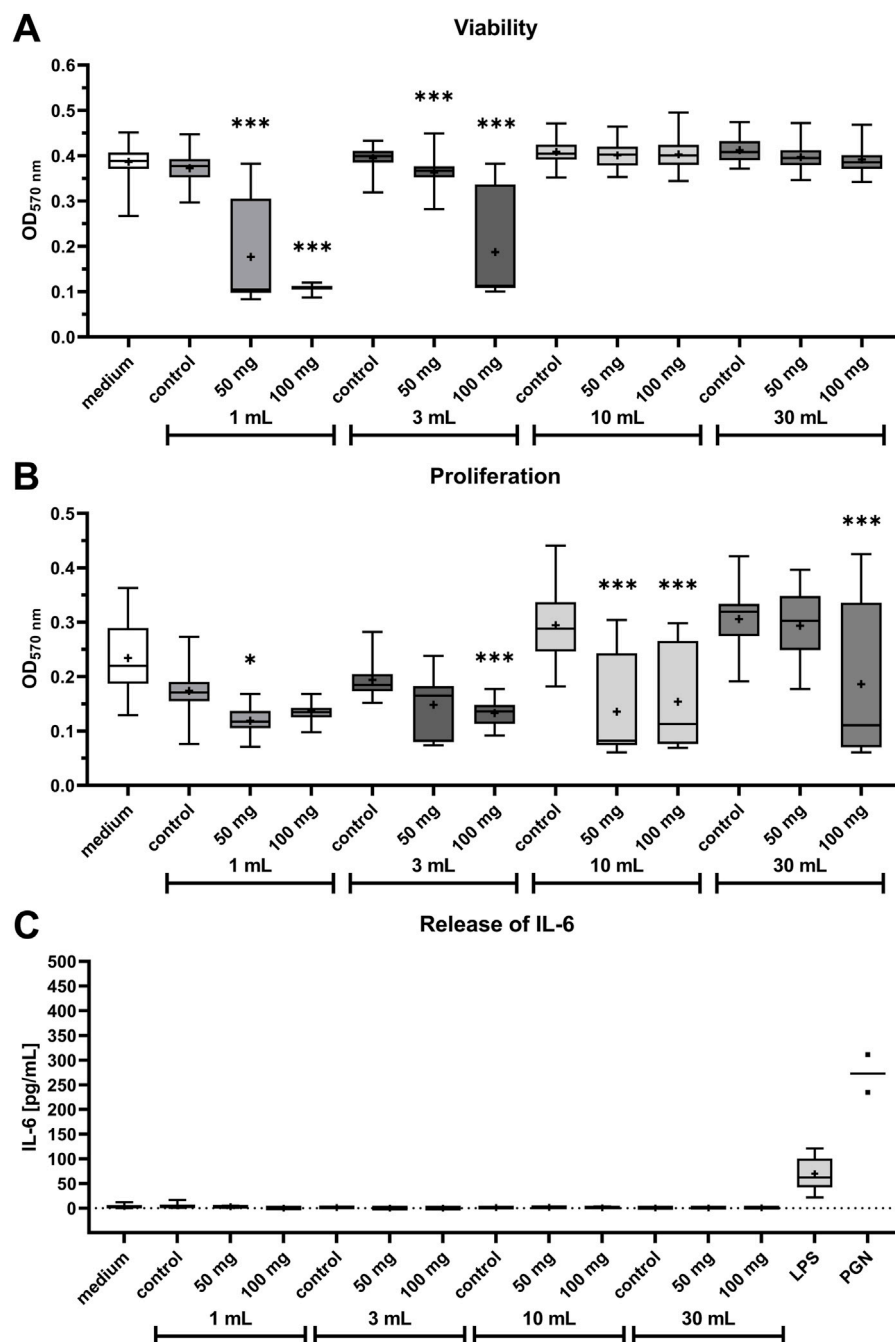 A
Viability
OD570 nm
0.6
0.5
0.4
0.3
0.2
0.1
0.0
***
***
***
***
medium
control
50 mg
100 mg
control
50 mg
100 mg
control
50 mg
100 mg
control
50 mg
100 mg
1 mL
3 mL
10 mL
30 mL
B
Proliferation
OD570 nm
0.5
0.4
0.3
0.2
0.1
0.0
*
***
***
***
***
medium
control
50 mg
100 mg
control
50 mg
100 mg
control
50 mg
100 mg
control
50 mg
100 mg
1 mL
3 mL
10 mL
30 mL
C
Release of IL-6
IL-6 [pg/mL]
500
450
400
350
300
250
200
150
100
50
0
medium
control
50 mg
100 mg
control
50 mg
100 mg
control
50 mg
100 mg
control
50 mg
100 mg
LPS
PGN
1 mL
3 mL
10 mL
30 mL